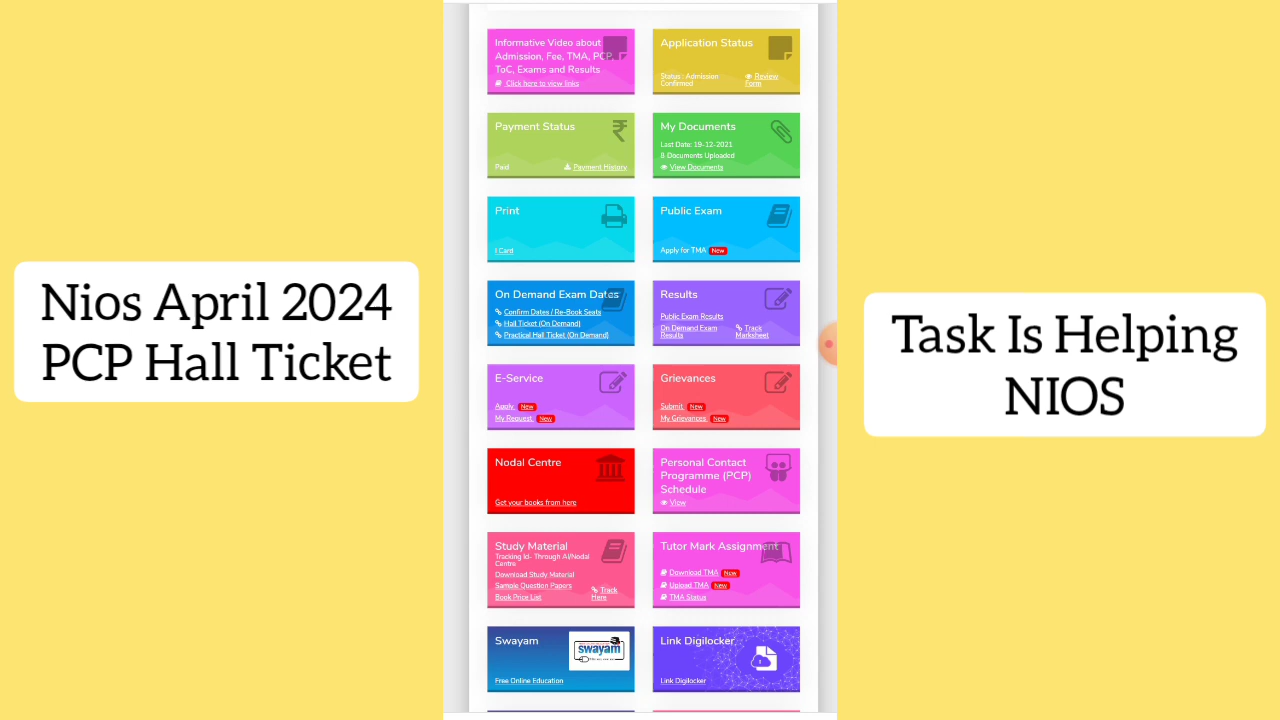 Nios April 2024
PCP Hall Ticket
Informative Video about
Admission, Fee, TMA, PCP,
ToC, Exams and Results
Click here to view links
Application Status
Status : Admission
Confirmed
Review
Form
Payment Status
Paid
Payment History
My Documents
Last Date: 19-12-2021
8 Documents Uploaded
View Documents
Print
I Card
Public Exam
Apply for TMA New
On Demand Exam Dates
Confirm Dates / Re-Book Seats
Hall Ticket (On Demand)
Practical Hall Ticket (On Demand)
Results
Public Exam Results
On Demand Exam
Results
Track
Marksheet
E-Service
Apply New
My Request New
Grievances
Submit New
My Grievances New
Nodal Centre
Get your books from here
Personal Contact
Programme (PCP)
Schedule
View
Study Material
Tracking Id- Through AI/Nodal
Centre
Download Study Material
Sample Question Papers
Book Price List
Track
Here
Tutor Mark Assignment
Download TMA New
Upload TMA New
TMA Status
Swayam
swayam
Free Online Education
Link Digilocker
Link Digilocker
Task Is Helping
NIOS